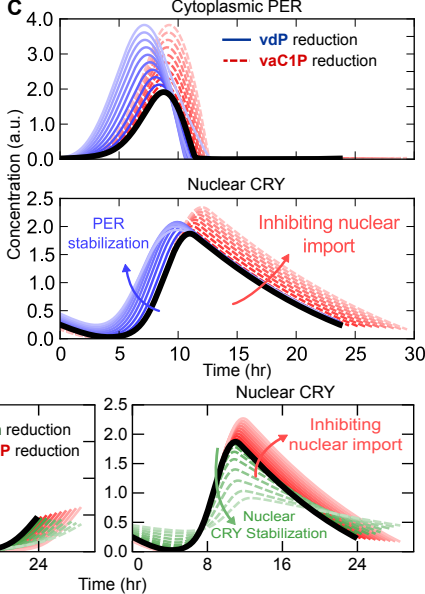 C
Cytoplasmic PER
4.0
3.0
2.0
1.0
0.0
vdP reduction
vaC1P reduction
Concentration (a.u.)
Nuclear CRY
2.5
2.0
1.5
1.0
0.5
0.0
PER
stabilization
Inhibiting nuclear
import
0 5 10 15 20 25 30
Time (hr)
reduction
P reduction
24
Nuclear CRY
2.5
2.0
1.5
1.0
0.5
0.0
Inhibiting
nuclear import
Nuclear
CRY Stabilization
0 8 16 24
Time (hr)